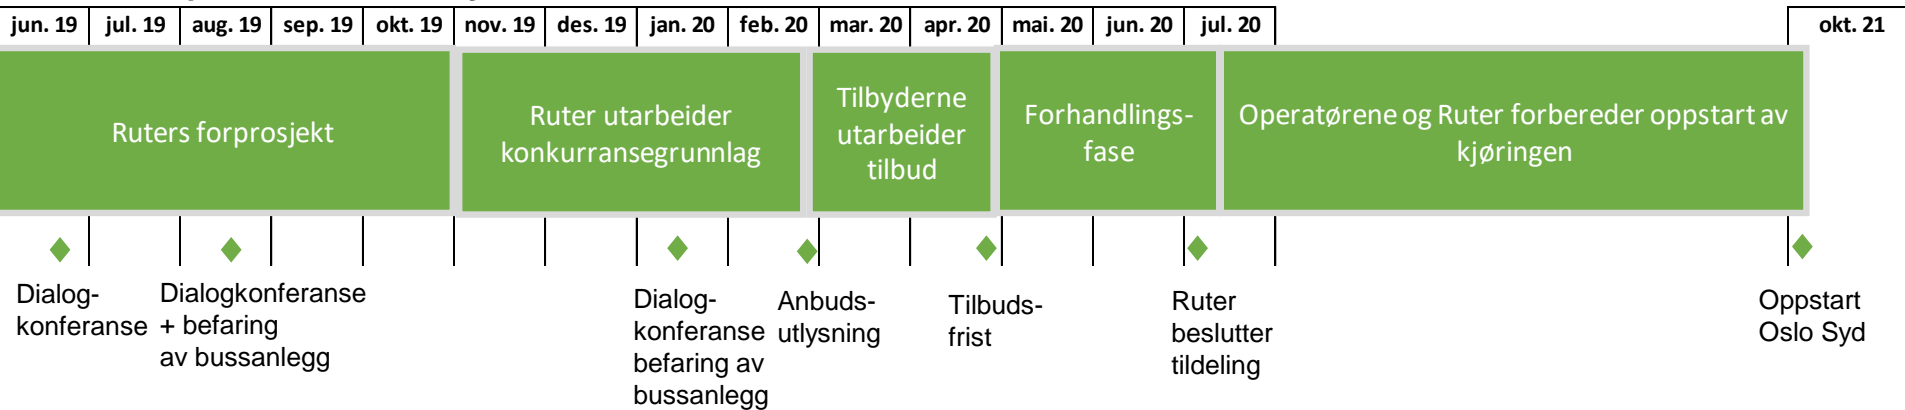 jun. 19 jul. 19 aug. 19 sep. 19 okt. 19 nov. 19 des. 19 jan. 20 feb. 20 mar. 20 apr. 20 mai. 20 jun. 20 jul. 20 okt. 21
Ruters forprosjekt
Ruter utarbeider
konkurransegrunnlag
Tilbyderne
utarbeider
tilbud
Forhandlings-
fase
Operatørene og Ruter forbereder oppstart av
kjøringen
Dialog-
konferanse
Dialogkonferanse
+ befaring
av bussanlegg
Dialog-
konferanse
befaring av
bussanlegg
Anbuds-
utlysning
Tilbuds-
frist
Ruter
beslutter
tildeling
Oppstart
Oslo Syd